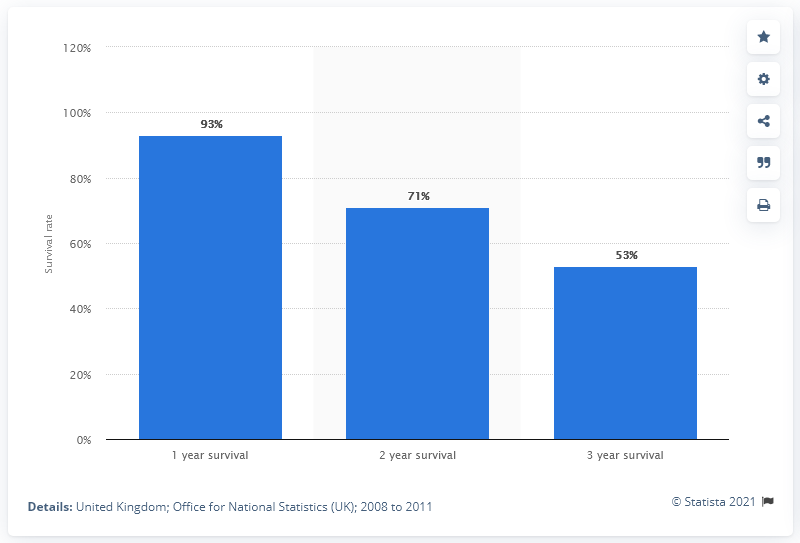 120%
100%
80%
60%
40%
20%
0%
Survival rate
93%
71%
53%
1 year survival
2 year survival
3 year survival
Details: United Kingdom; Office for National Statistics (UK); 2008 to 2011
© Statista 2021